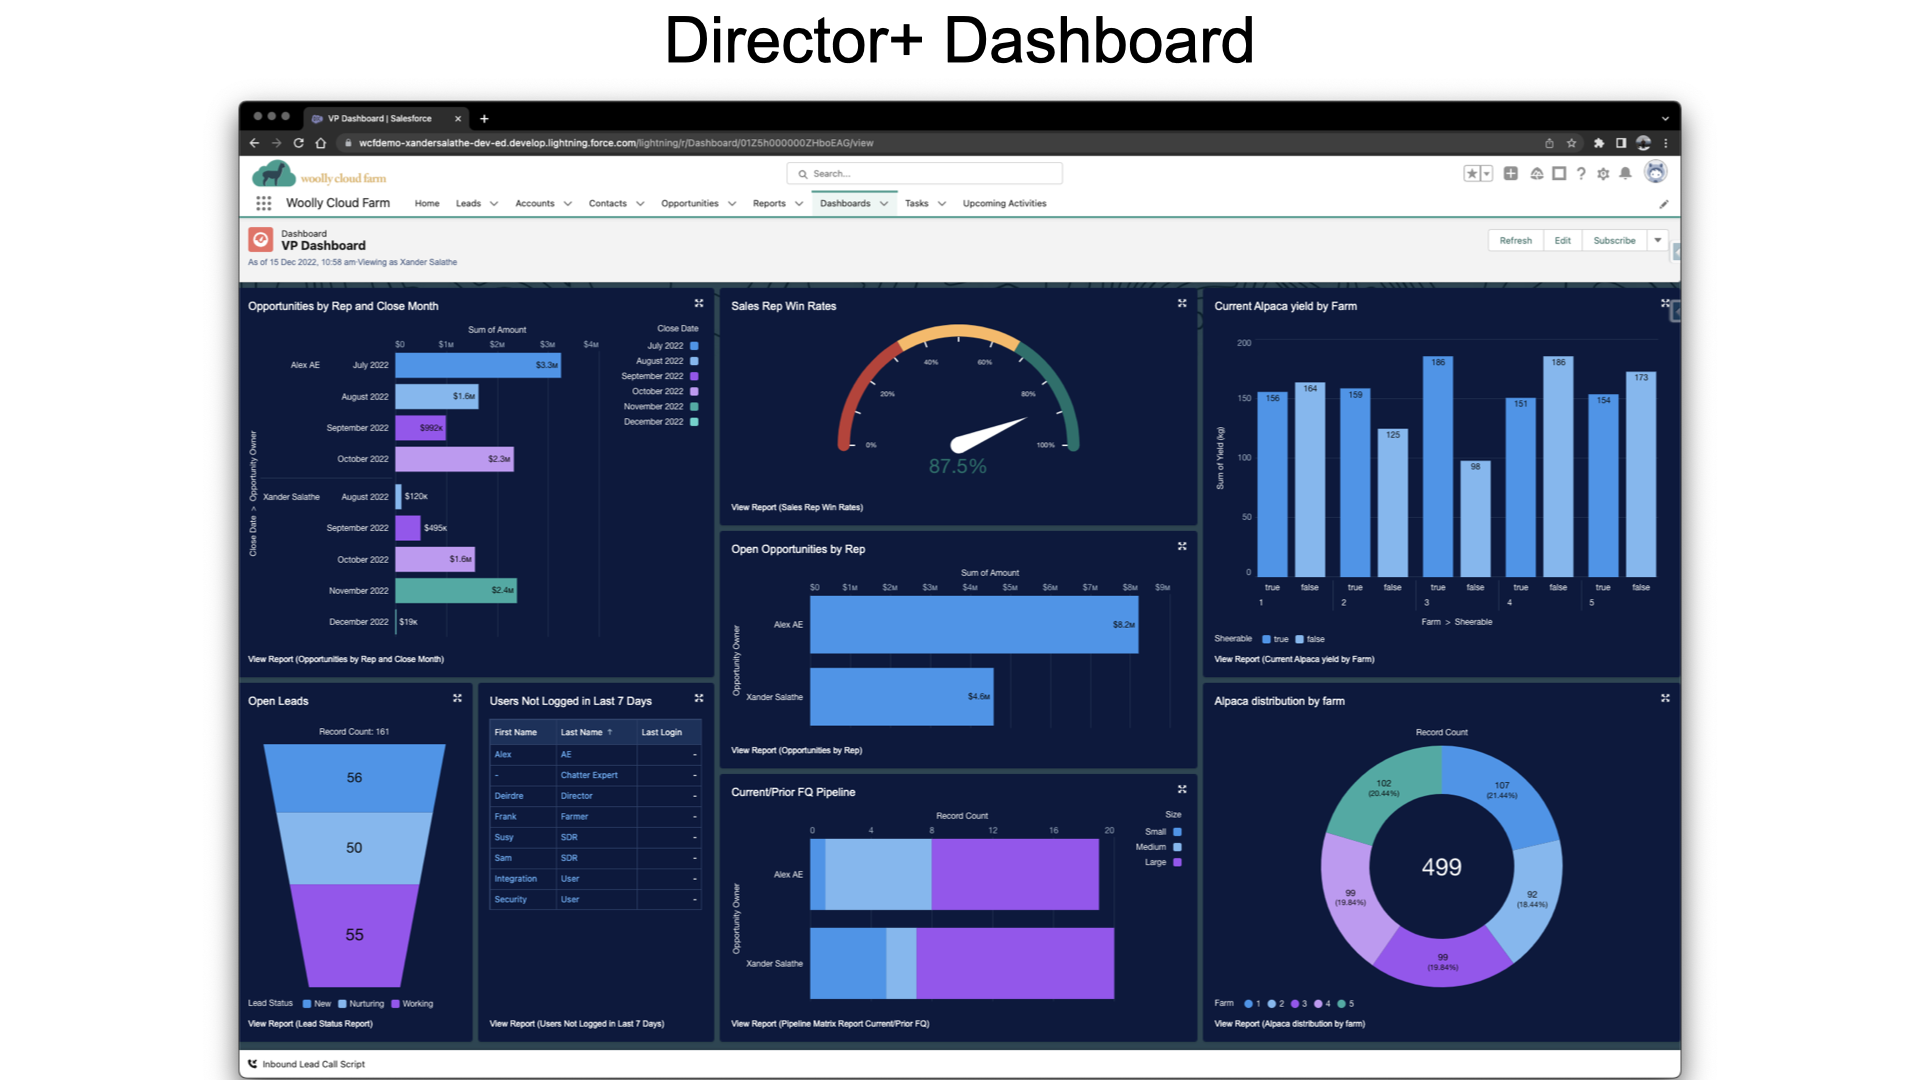 Director+ Dashboard
VP Dashboard | Salesforce
wcfdemo-xandersalathe-dev-ed.develop.lightning.force.com/lightning/r/Dashboard/01Z5h000000ZHboEAG/view
woolly cloud farm
Search...
Woolly Cloud Farm
Home
Leads
Accounts
Contacts
Opportunities
Reports
Dashboards
Tasks
Upcoming Activities
Dashboard
VP Dashboard
As of 15 Dec 2022, 10:58 am·Viewing as Xander Salathe
Refresh
Edit
Subscribe
Opportunities by Rep and Close Month
Sum of Amount
$0 $1M $2M $3M $4M
Close Date > Opportunity Owner
Alex AE
July 2022 $3.3M
August 2022 $1.6M
September 2022 $992K
October 2022 $2.3M
Xander Salathe
August 2022 $120K
September 2022 $495K
October 2022 $1.6M
November 2022 $2.4M
December 2022 $19K
Close Date
July 2022
August 2022
September 2022
October 2022
November 2022
December 2022
View Report (Opportunities by Rep and Close Month)
Sales Rep Win Rates
0% 20% 40% 60% 80% 100%
87.5%
View Report (Sales Rep Win Rates)
Current Alpaca yield by Farm
Sum of Yield (kg)
200
150
100
50
0
156 164 159 125 186 98 151 186 154 173
true false true false true false true false true false
1 2 3 4 5
Farm > Sheerable
Sheerable true false
View Report (Current Alpaca yield by Farm)
Open Opportunities by Rep
Sum of Amount
$0 $1M $2M $3M $4M $5M $6M $7M $8M $9M
Opportunity Owner
Alex AE $8.2M
Xander Salathe $4.6M
View Report (Opportunities by Rep)
Open Leads
Record Count: 161
56
50
55
Lead Status New Nurturing Working
View Report (Lead Status Report)
Users Not Logged in Last 7 Days
First Name Last Name ↑ Last Login
Alex AE -
- Chatter Expert -
Deirdre Director -
Frank Farmer -
Susy SDR -
Sam SDR -
Integration User -
Security User -
View Report (Users Not Logged in Last 7 Days)
Current/Prior FQ Pipeline
Record Count
0 4 8 12 16 20
Opportunity Owner
Alex AE
Xander Salathe
Size
Small
Medium
Large
View Report (Pipeline Matrix Report Current/Prior FQ)
Alpaca distribution by farm
Record Count
107
(21.44%)
92
(18.44%)
99
(19.84%)
99
(19.84%)
102
(20.44%)
499
Farm 1 2 3 4 5
View Report (Alpaca distribution by farm)
Inbound Lead Call Script